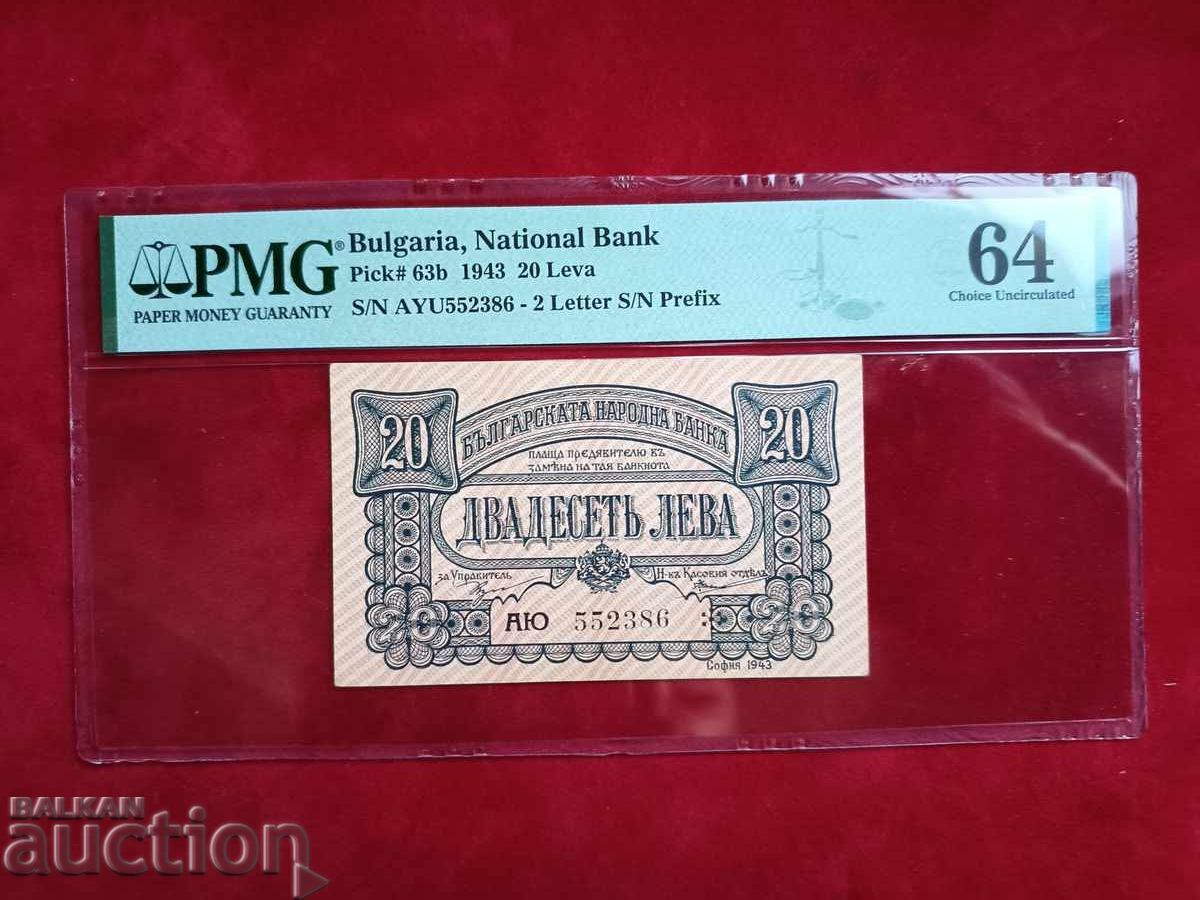 PMG®
PAPER MONEY GUARANTY
Bulgaria, National Bank
Pick# 63b 1943 20 Leva
S/N AYU552386 - 2 Letter S/N Prefix
64
Choice Uncirculated
20
БЪЛГАРСКАТА НАРОДНА БАНКА
20
ПЛАЩА ПРЕДЯВИТЕЛЮ ВЪ
ЗАМѢНА НА ТАЯ БАНКНОТА
ДВАДЕСЕТЬ ЛЕВА
за Управитель
Н-къ Касовия отдѣлъ
20
АЮ 552386
20
София 1943
BALKAN
auction